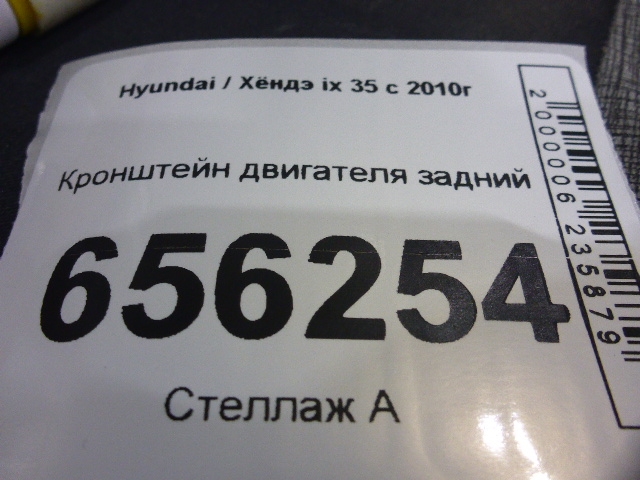 Hyundai / Хёндэ ix 35 с 2010г
Кронштейн двигателя задний
656254
Стеллаж А
2000006235879